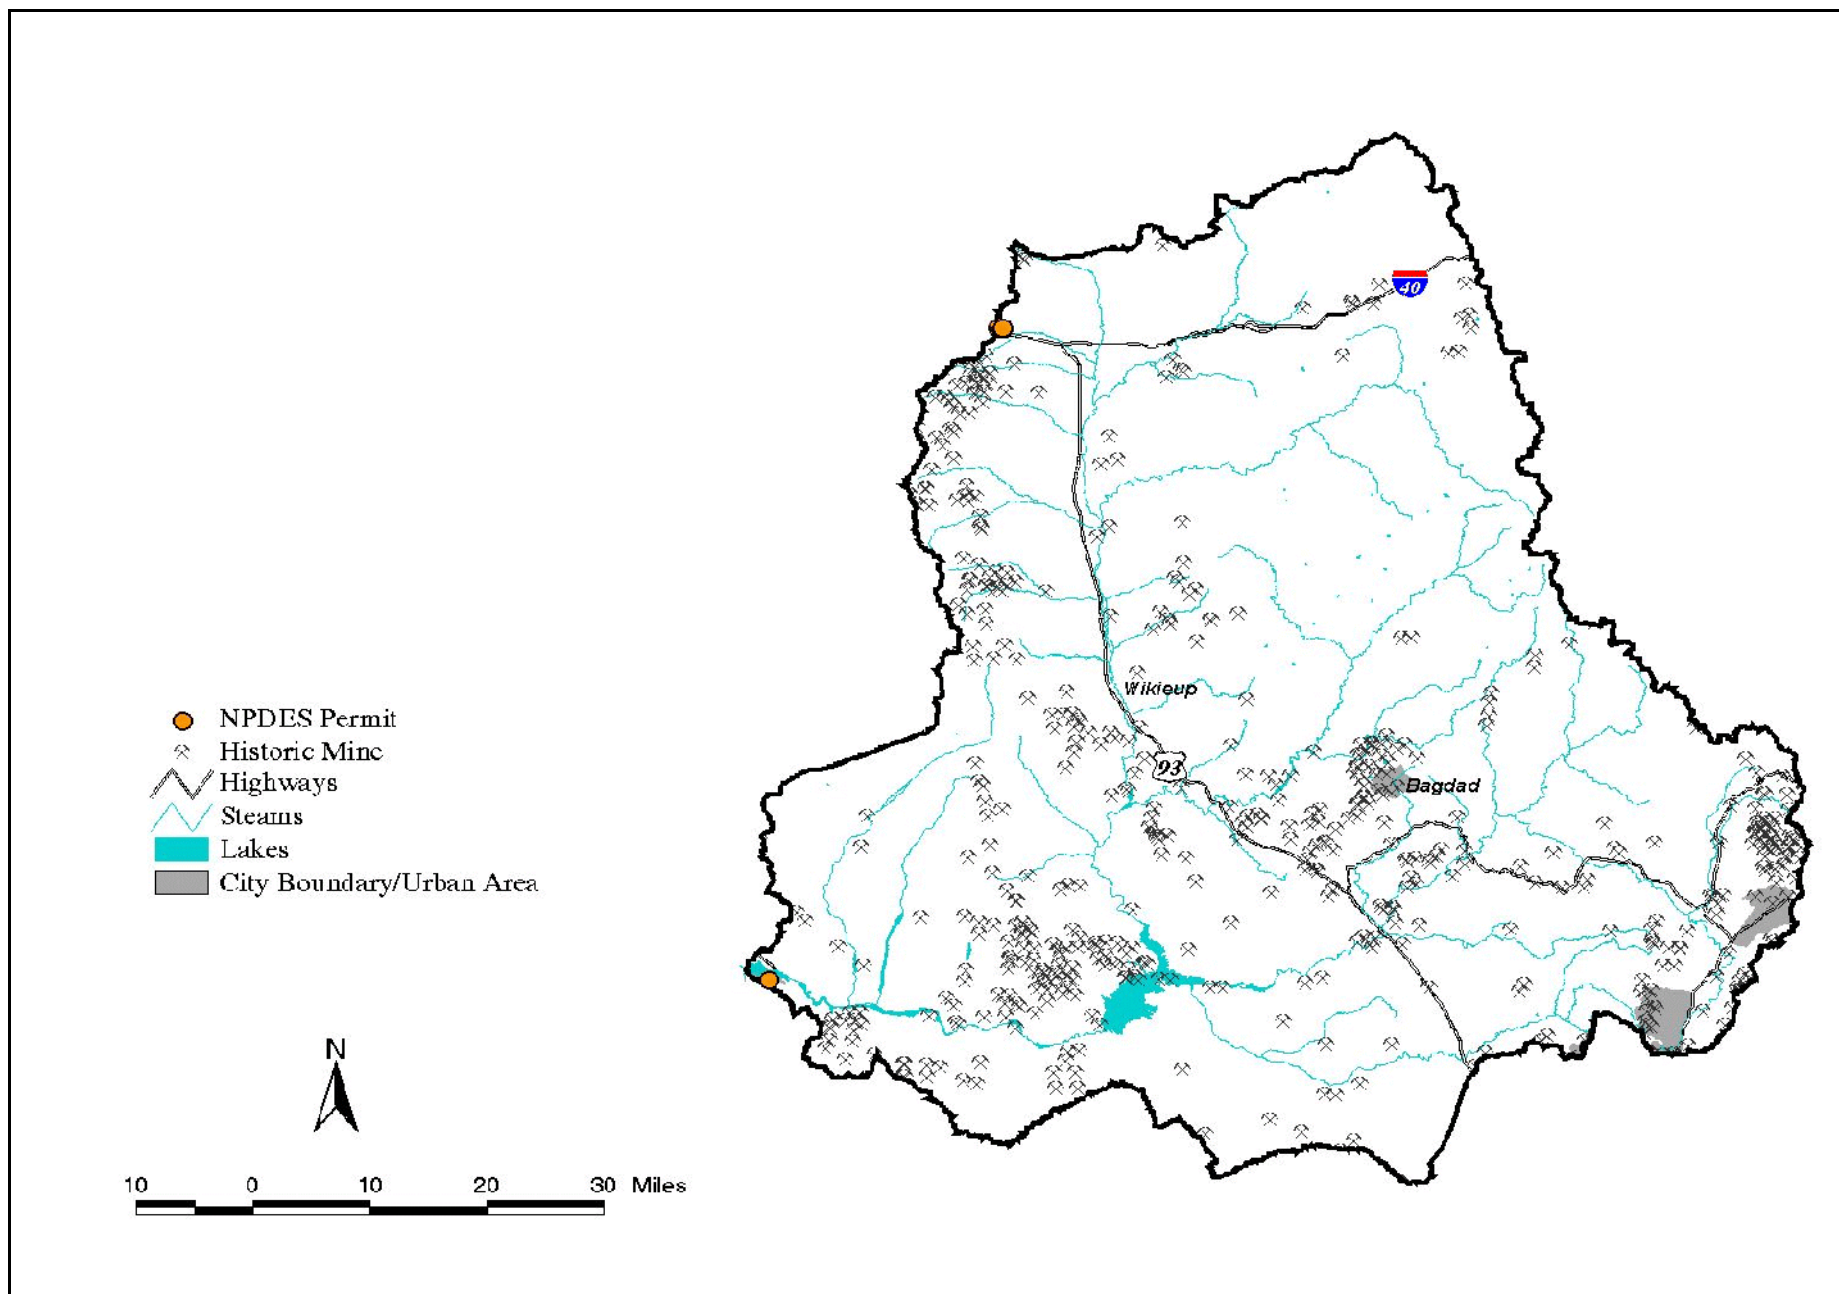 40
Wikieup
93
Bagdad
NPDES Permit
Historic Mine
Highways
Steams
Lakes
City Boundary/Urban Area
N
10 0 10 20 30 Miles